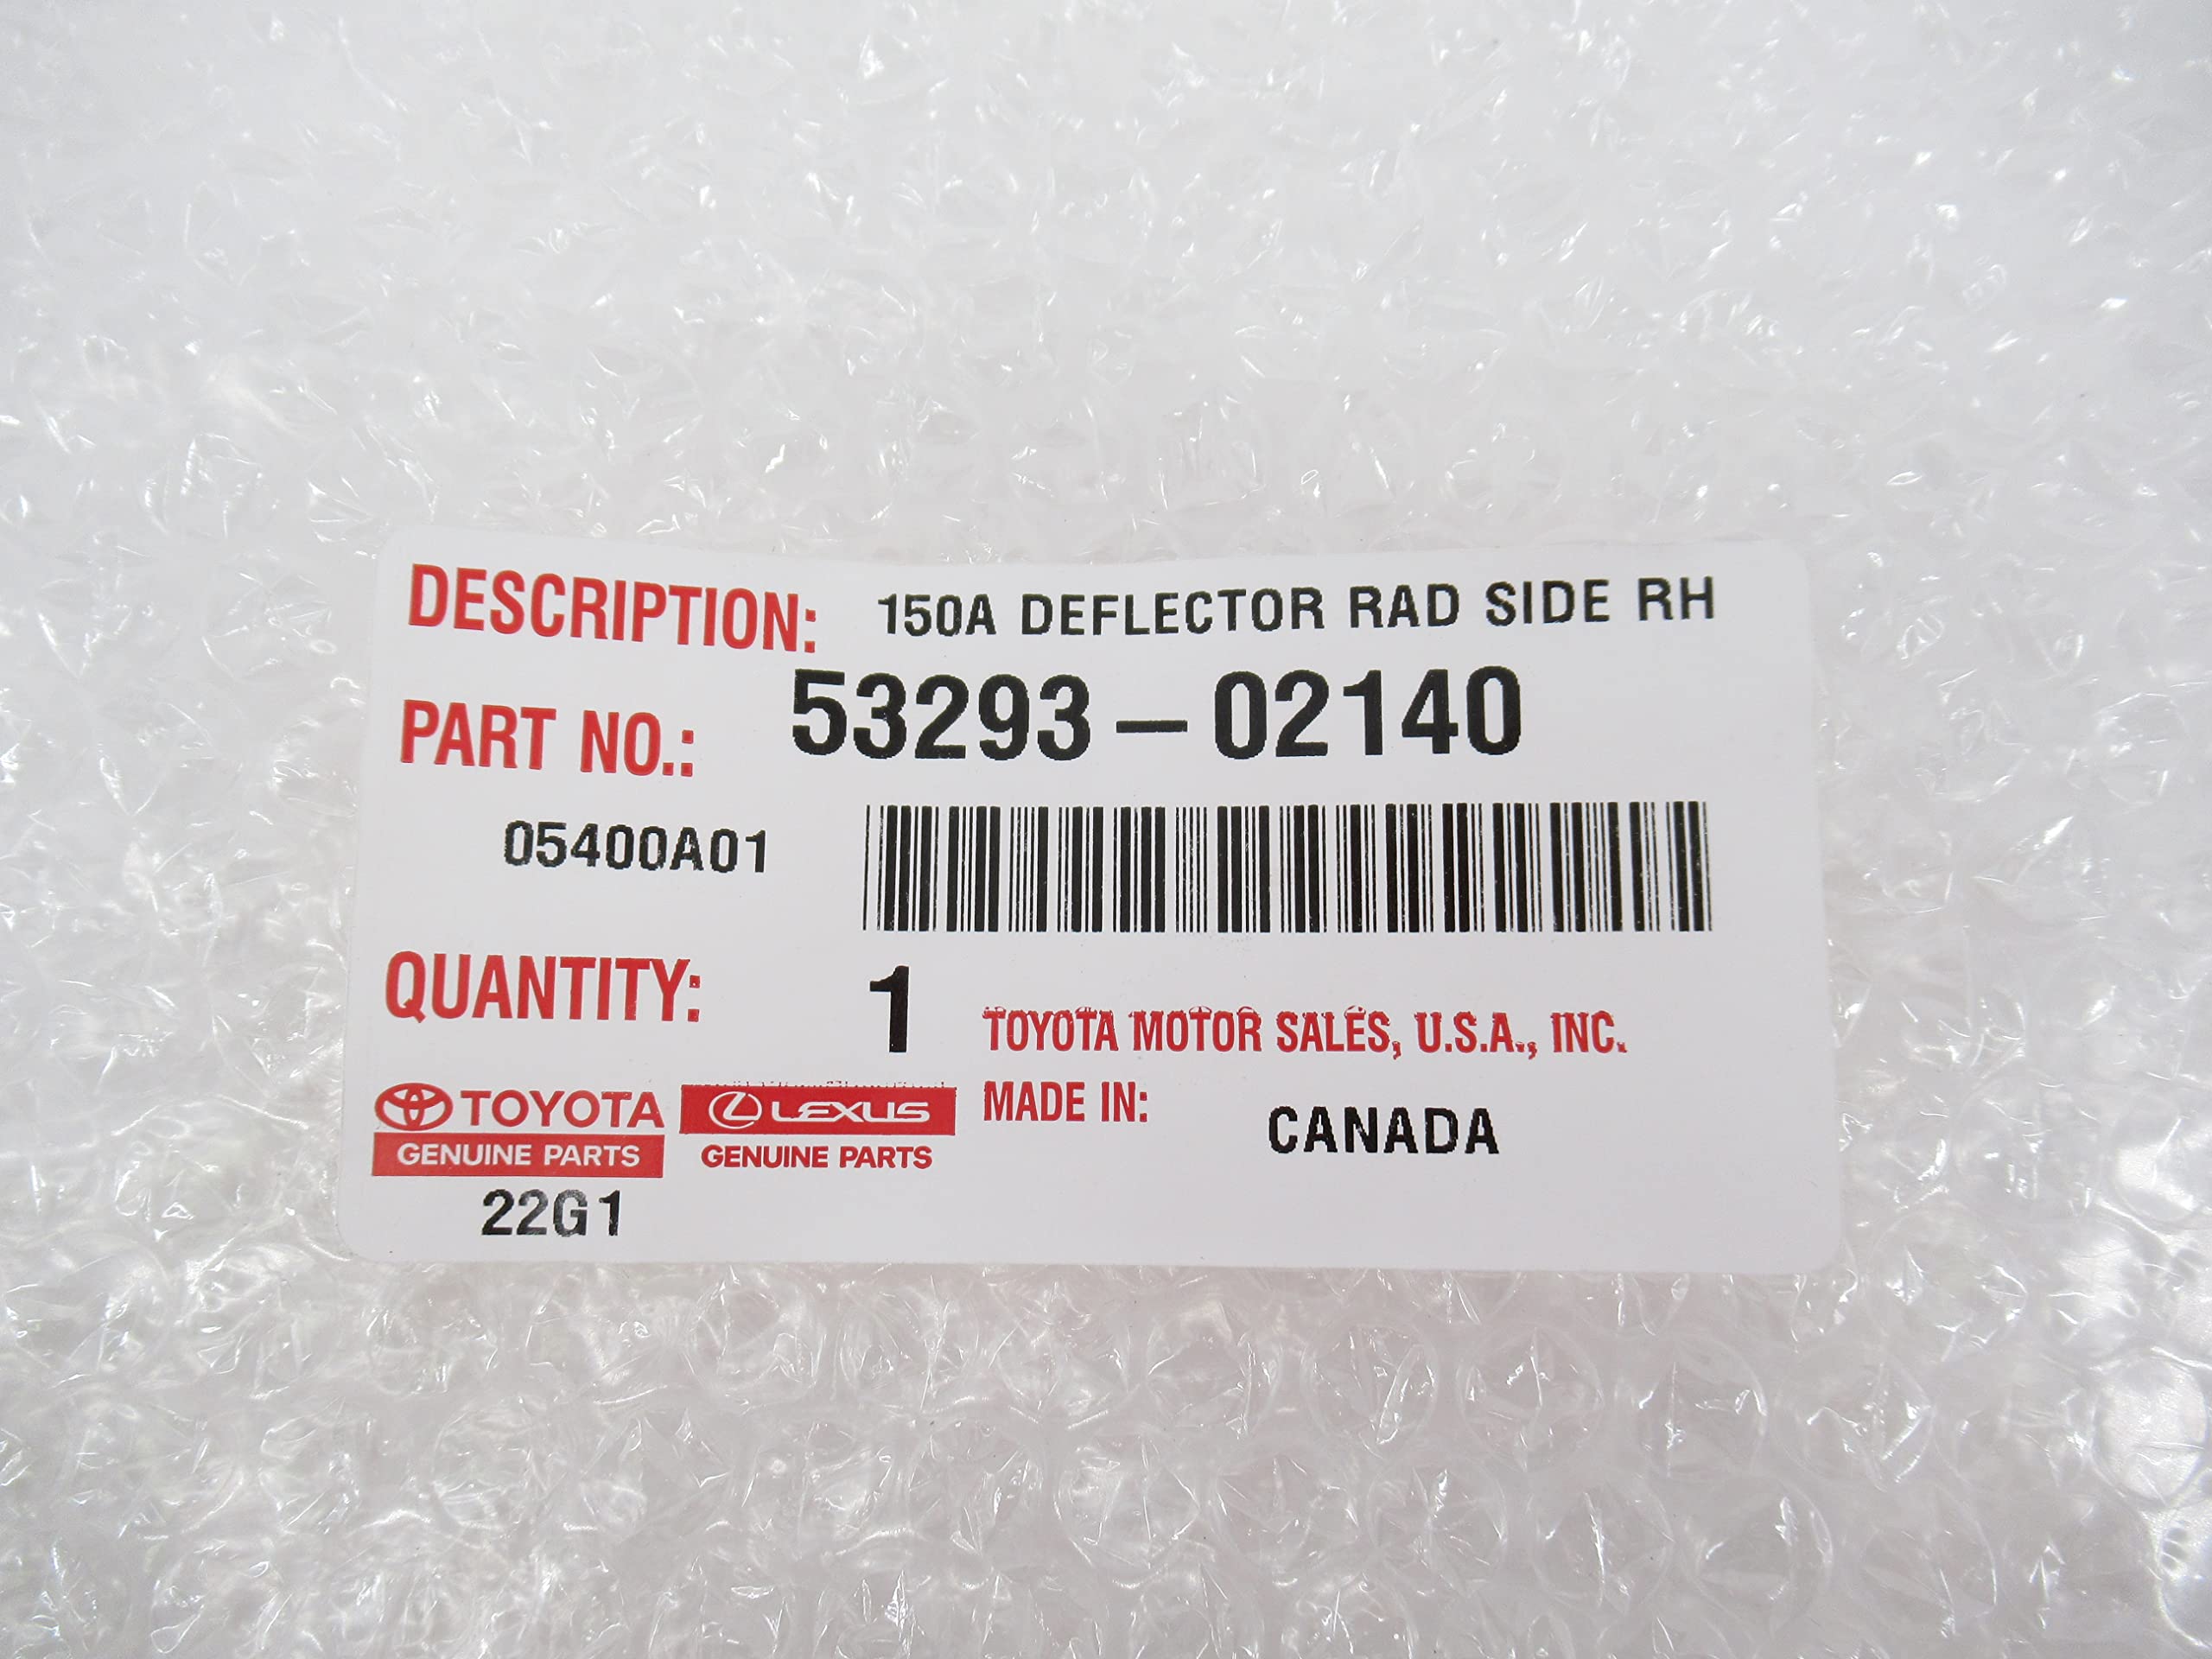 DESCRIPTION: 150A DEFLECTOR RAD SIDE RH
PART NO.: 53293-02140
05400A01
QUANTITY: 1
TOYOTA MOTOR SALES, U.S.A., INC.
TOYOTA
GENUINE PARTS
LEXUS
GENUINE PARTS
MADE IN: CANADA
22G1